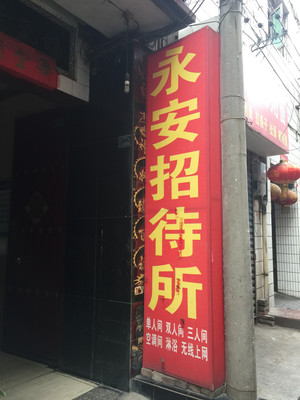 永安招待所
单人间 双人间 三人间
空调间 淋浴 无线上网